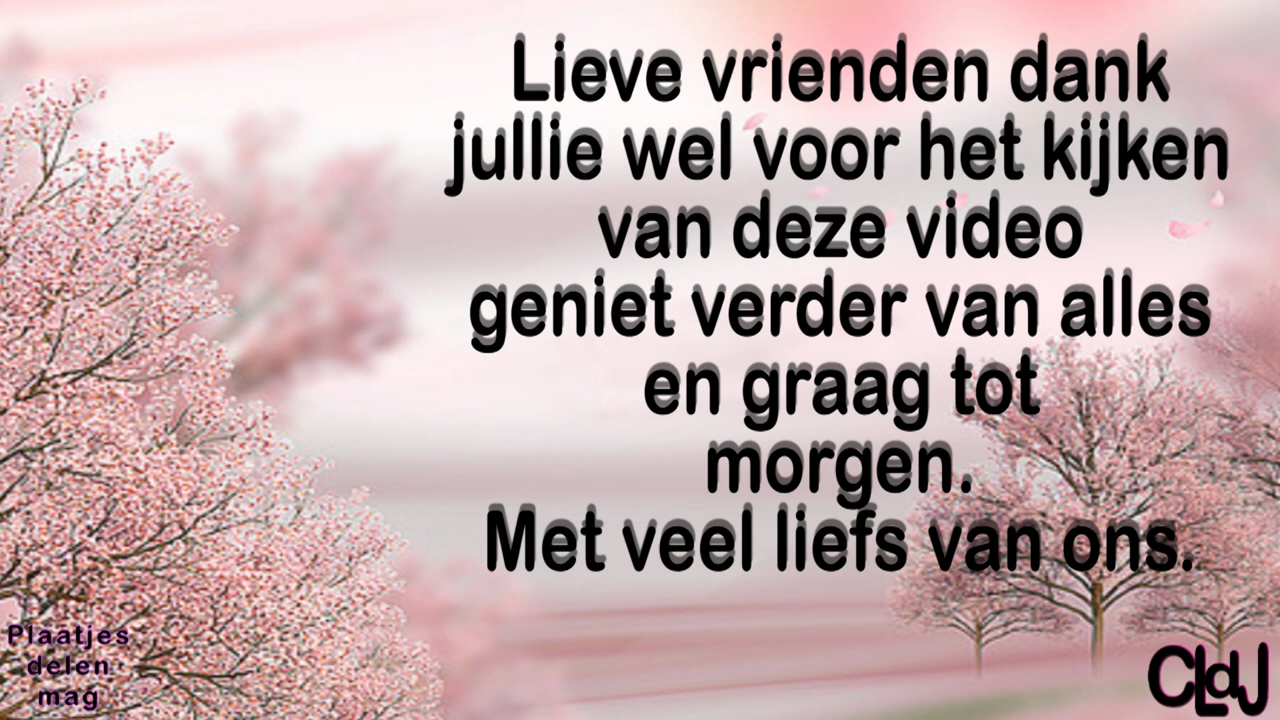 Lieve vrienden dank
jullie wel voor het kijken
van deze video
geniet verder van alles
en graag tot
morgen.
Met veel liefs van ons.
Plaatjes
delen
mag
CLdJ